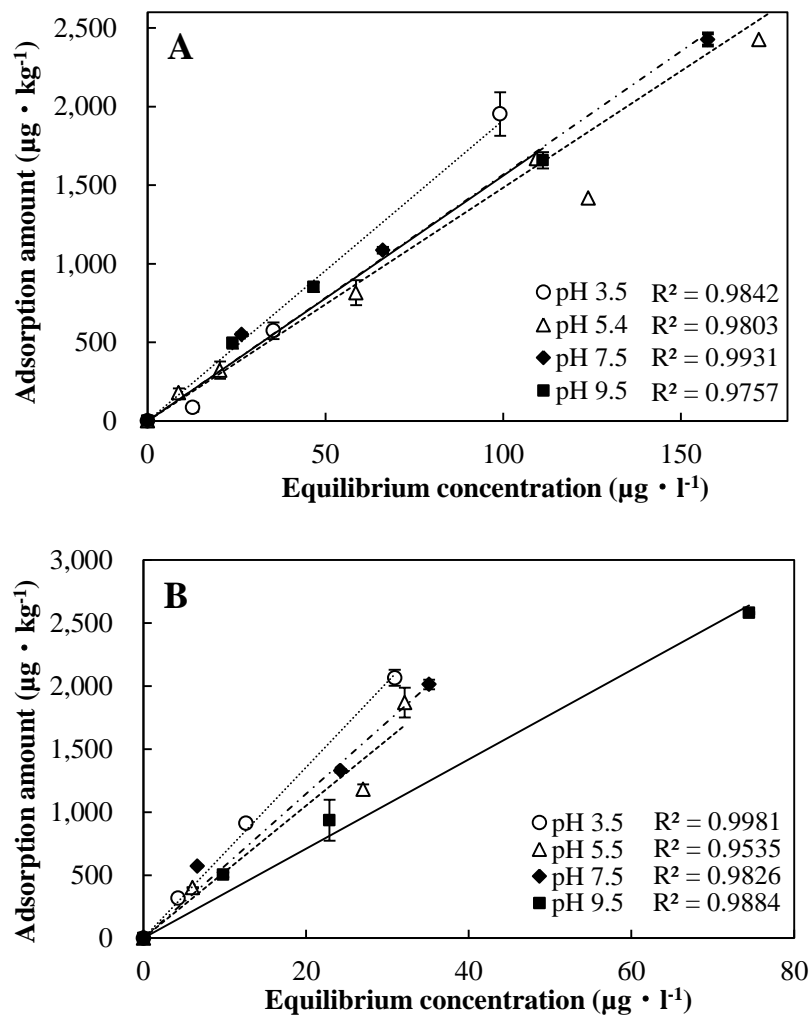 A
2,500
2,000
1,500
1,000
500
0
Adsorption amount (µg・kg-1)
pH 3.5 R² = 0.9842
pH 5.4 R² = 0.9803
pH 7.5 R² = 0.9931
pH 9.5 R² = 0.9757
0 50 100 150
Equilibrium concentration (µg・l-1)
B
3,000
2,500
2,000
1,500
1,000
500
0
Adsorption amount (µg・kg-1)
pH 3.5 R² = 0.9981
pH 5.5 R² = 0.9535
pH 7.5 R² = 0.9826
pH 9.5 R² = 0.9884
0 20 40 60 80
Equilibrium concentration (µg・l-1)